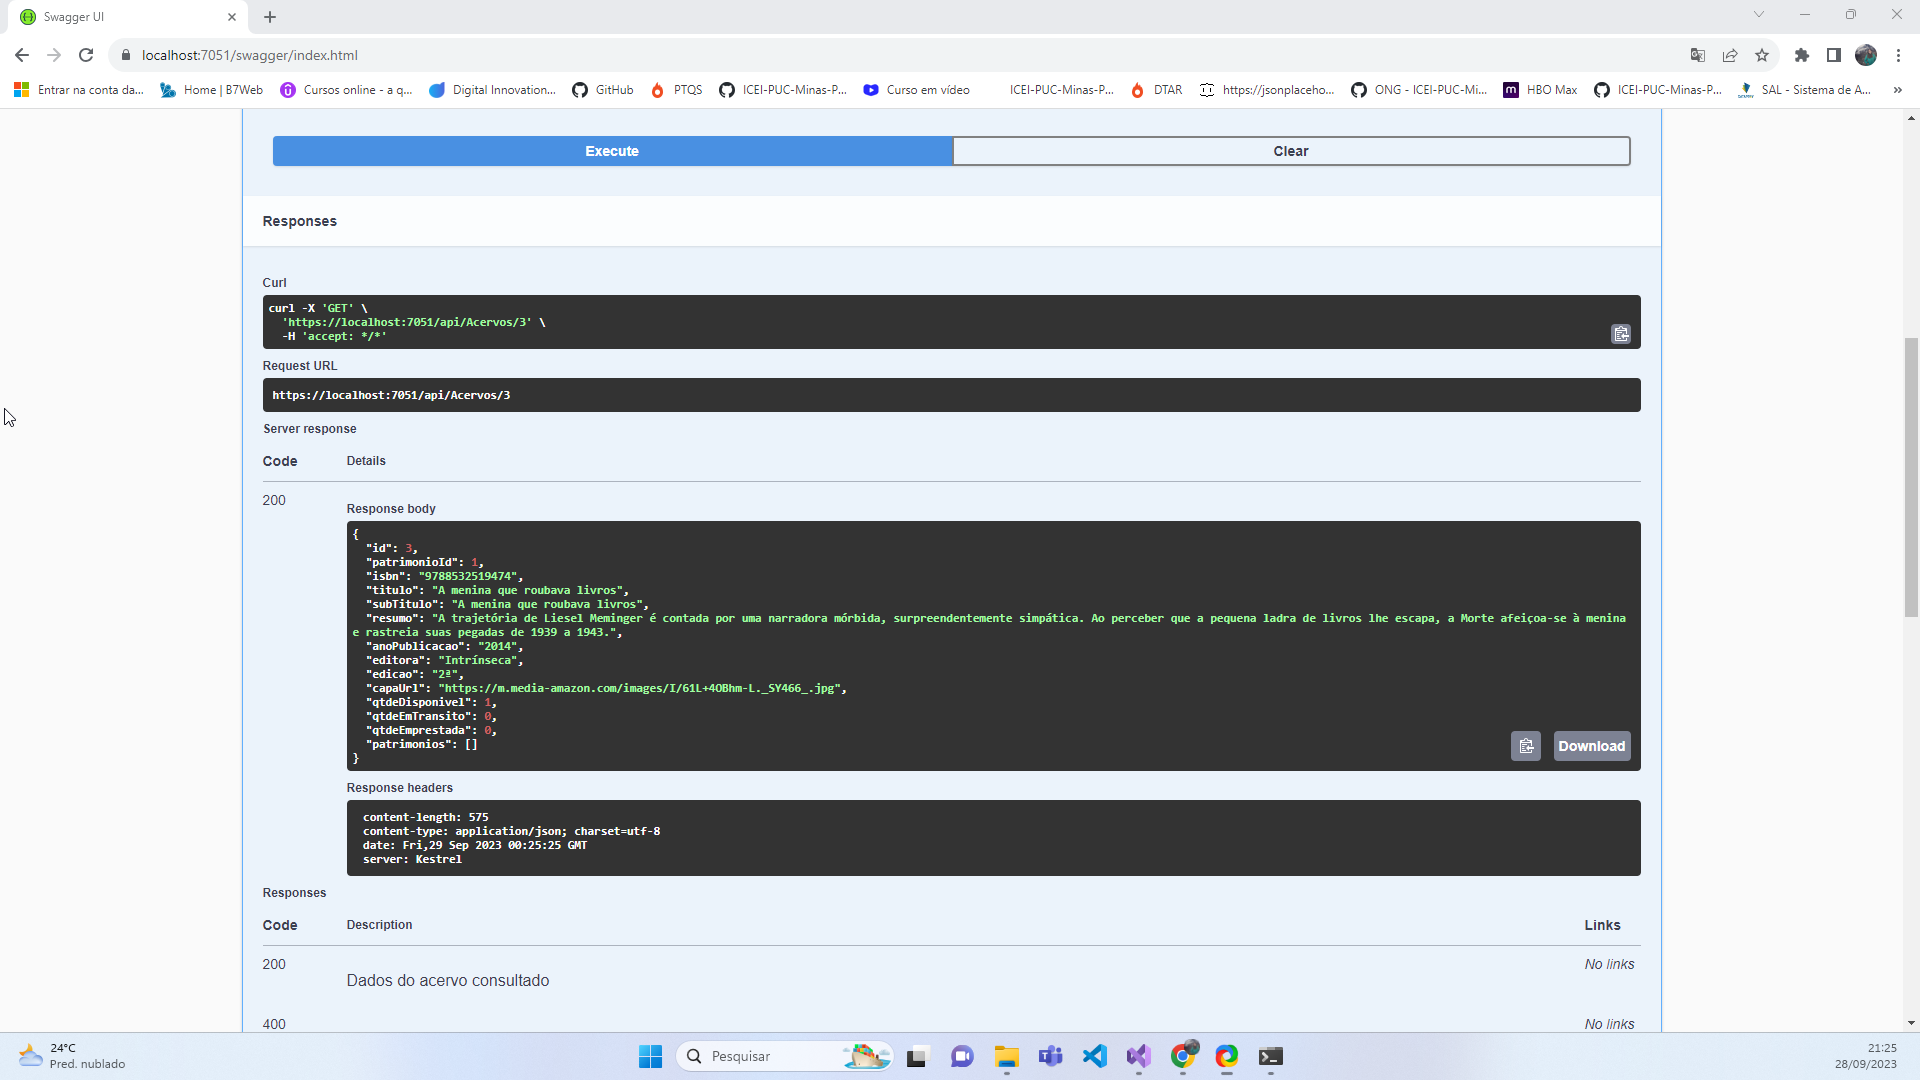 Swagger UI
localhost:7051/swagger/index.html
Entrar na conta da... Home | B7Web Cursos online - a q... Digital Innovation... GitHub PTQS ICEI-PUC-Minas-P... Curso em vídeo ICEI-PUC-Minas-P... DTAR https://jsonplaceho... ONG - ICEI-PUC-Mi... HBO Max ICEI-PUC-Minas-P... SAL - Sistema de A... »
Execute Clear
Responses
Curl
curl -X 'GET' \
'https://localhost:7051/api/Acervos/3' \
-H 'accept: */*'
Request URL
https://localhost:7051/api/Acervos/3
Server response
Code Details
200
Response body
{
"id": 3,
"patrimonioId": 1,
"isbn": "9788532519474",
"titulo": "A menina que roubava livros",
"subTitulo": "A menina que roubava livros",
"resumo": "A trajetória de Liesel Meminger é contada por uma narradora mórbida, surpreendentemente simpática. Ao perceber que a pequena ladra de livros lhe escapa, a Morte afeiçoa-se à menina
e rastreia suas pegadas de 1939 a 1943.",
"anoPublicacao": "2014",
"editora": "Intrínseca",
"edicao": "2ª",
"capaUrl": "https://m.media-amazon.com/images/I/61L+4OBhm-L._SY466_.jpg",
"qtdeDisponivel": 1,
"qtdeEmTransito": 0,
"qtdeEmprestada": 0,
"patrimonios": []
}
Download
Response headers
content-length: 575
content-type: application/json; charset=utf-8
date: Fri,29 Sep 2023 00:25:25 GMT
server: Kestrel
Responses
Code Description Links
200 No links
Dados do acervo consultado
400 No links
24°C
Pred. nublado
Pesquisar
21:25
28/09/2023